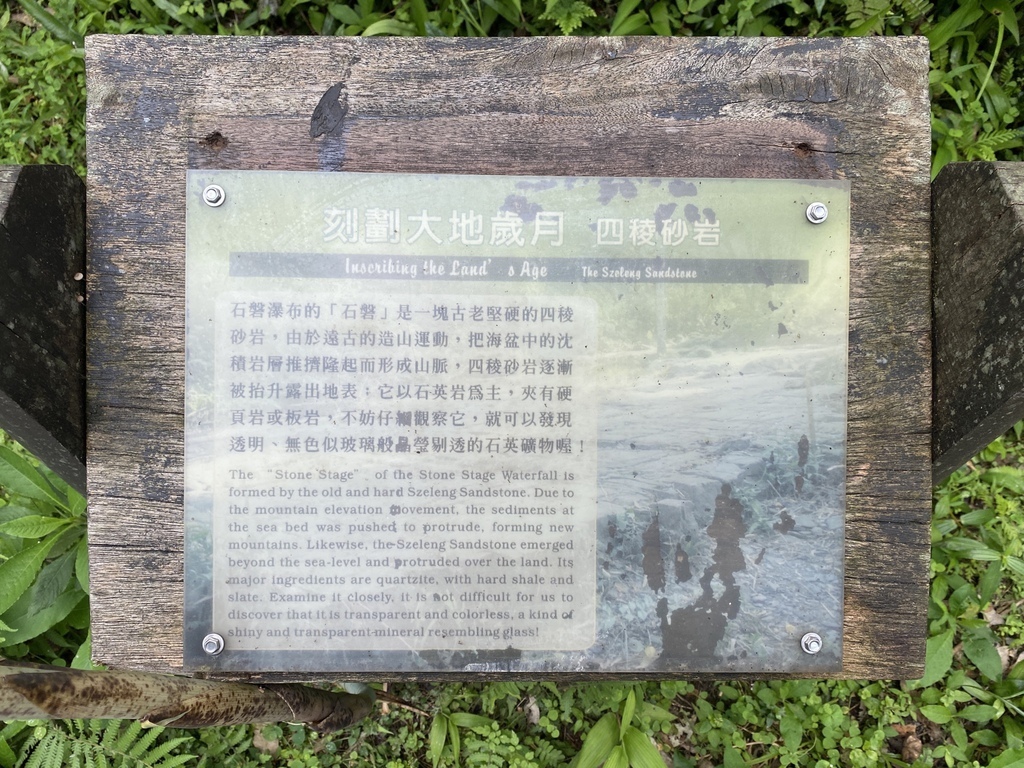 刻劃大地歲月 四稜砂岩
Inscribing the Land' s Age The Szeleng Sandstone
石磐瀑布的「石磐」是一塊古老堅硬的四稜
砂岩，由於遠古的造山運動，把海盆中的沈
積岩層推擠隆起而形成山脈，四稜砂岩逐漸
被抬升露出地表；它以石英岩爲主，夾有硬
頁岩或板岩，不妨仔細觀察它，就可以發現
透明、無色似玻璃般晶瑩剔透的石英礦物喔！
The “Stone Stage” of the Stone Stage Waterfall is
formed by the old and hard Szeleng Sandstone. Due to
the mountain elevation movement, the sediments at
the sea bed was pushed to protrude, forming new
mountains. Likewise, the Szeleng Sandstone emerged
beyond the sea-level and protruded over the land. Its
major ingredients are quartzite, with hard shale and
slate. Examine it closely, it is not difficult for us to
discover that it is transparent and colorless, a kind of
shiny and transparent mineral resembling glass!